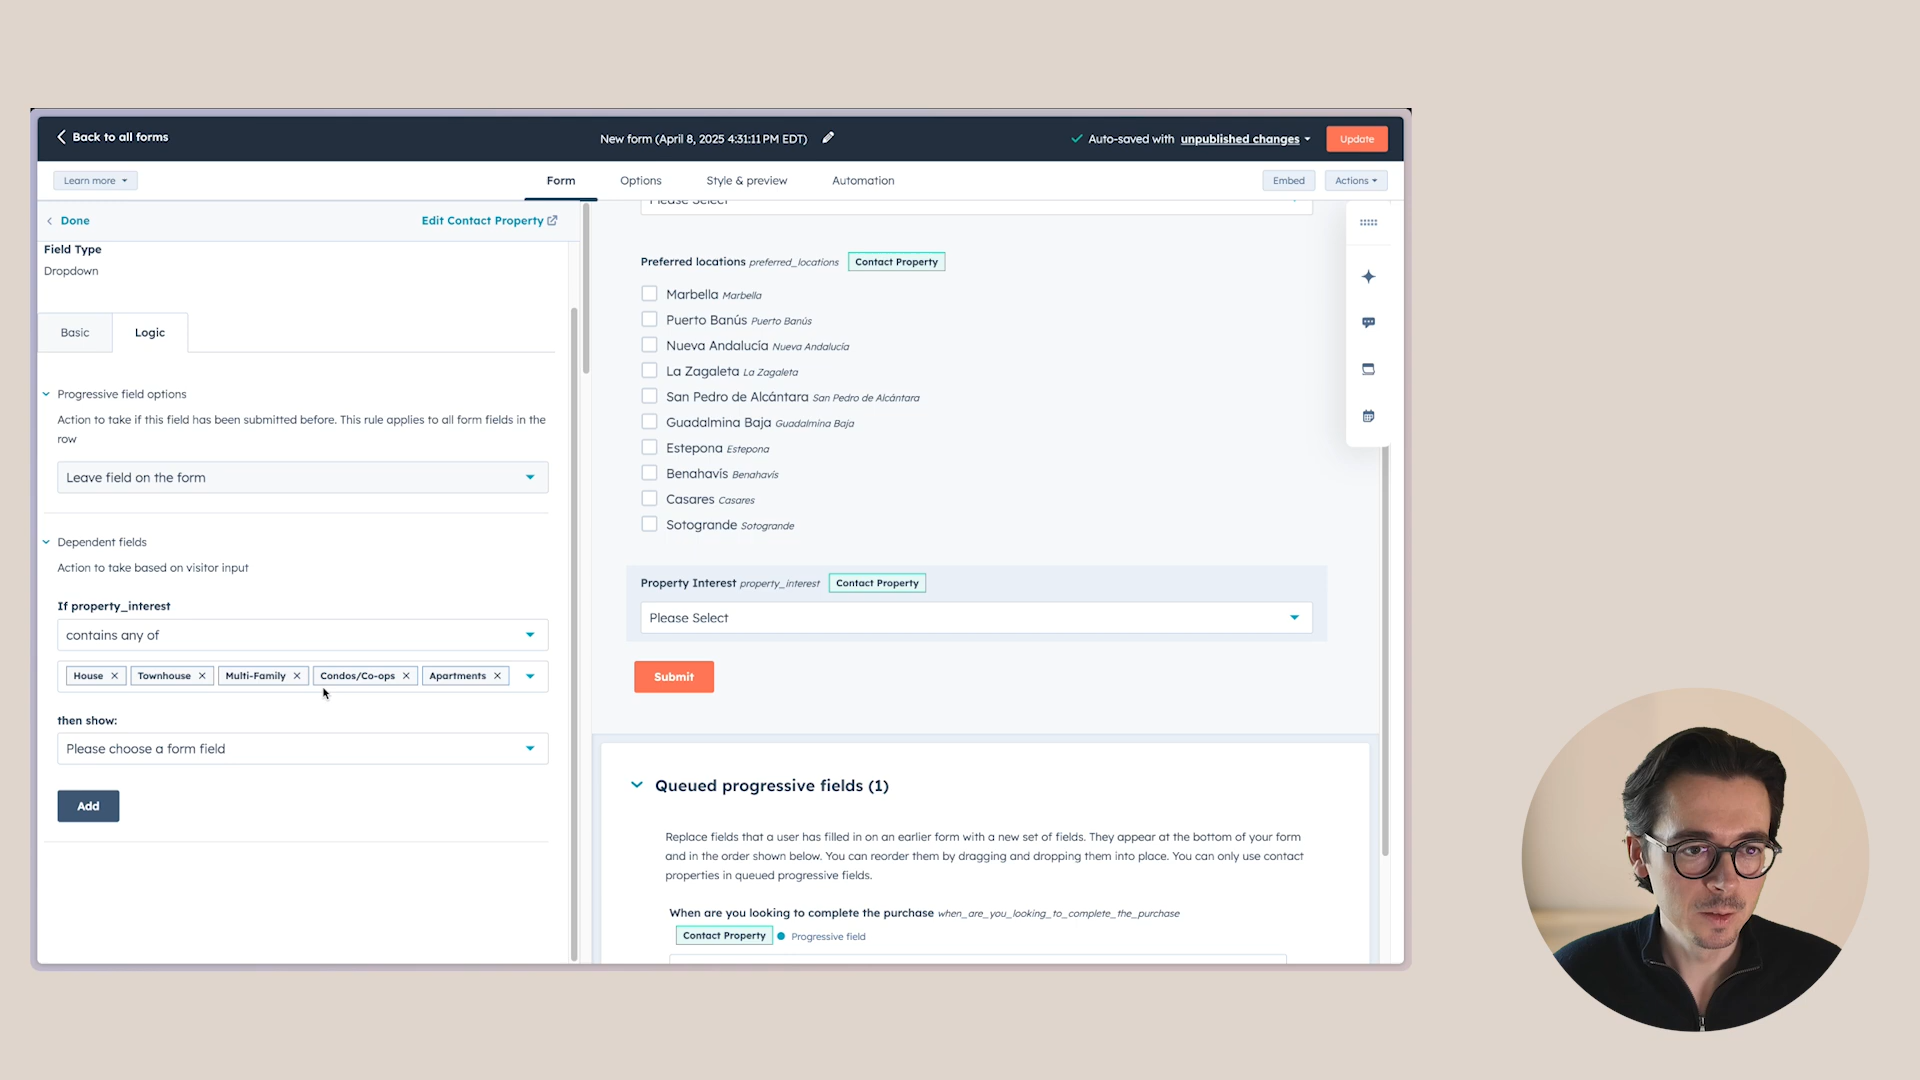 Back to all forms
New form (April 8, 2025 4:31:11 PM EDT)
Auto-saved with unpublished changes
Update
Learn more
Form
Options
Style & preview
Automation
Embed
Actions
Done
Edit Contact Property
Field Type
Dropdown
Basic
Logic
Progressive field options
Action to take if this field has been submitted before. This rule applies to all form fields in the
row
Leave field on the form
Dependent fields
Action to take based on visitor input
If property_interest
contains any of
House
Townhouse
Multi-Family
Condos/Co-ops
Apartments
then show:
Please choose a form field
Add
Please Select
Preferred locations preferred_locations Contact Property
Marbella Marbella
Puerto Banús Puerto Banús
Nueva Andalucía Nueva Andalucía
La Zagaleta La Zagaleta
San Pedro de Alcántara San Pedro de Alcántara
Guadalmina Baja Guadalmina Baja
Estepona Estepona
Benahavís Benahavís
Casares Casares
Sotogrande Sotogrande
Property Interest property_interest Contact Property
Please Select
Submit
Queued progressive fields (1)
Replace fields that a user has filled in on an earlier form with a new set of fields. They appear at the bottom of your form
and in the order shown below. You can reorder them by dragging and dropping them into place. You can only use contact
properties in queued progressive fields.
When are you looking to complete the purchase when_are_you_looking_to_complete_the_purchase
Contact Property
Progressive field